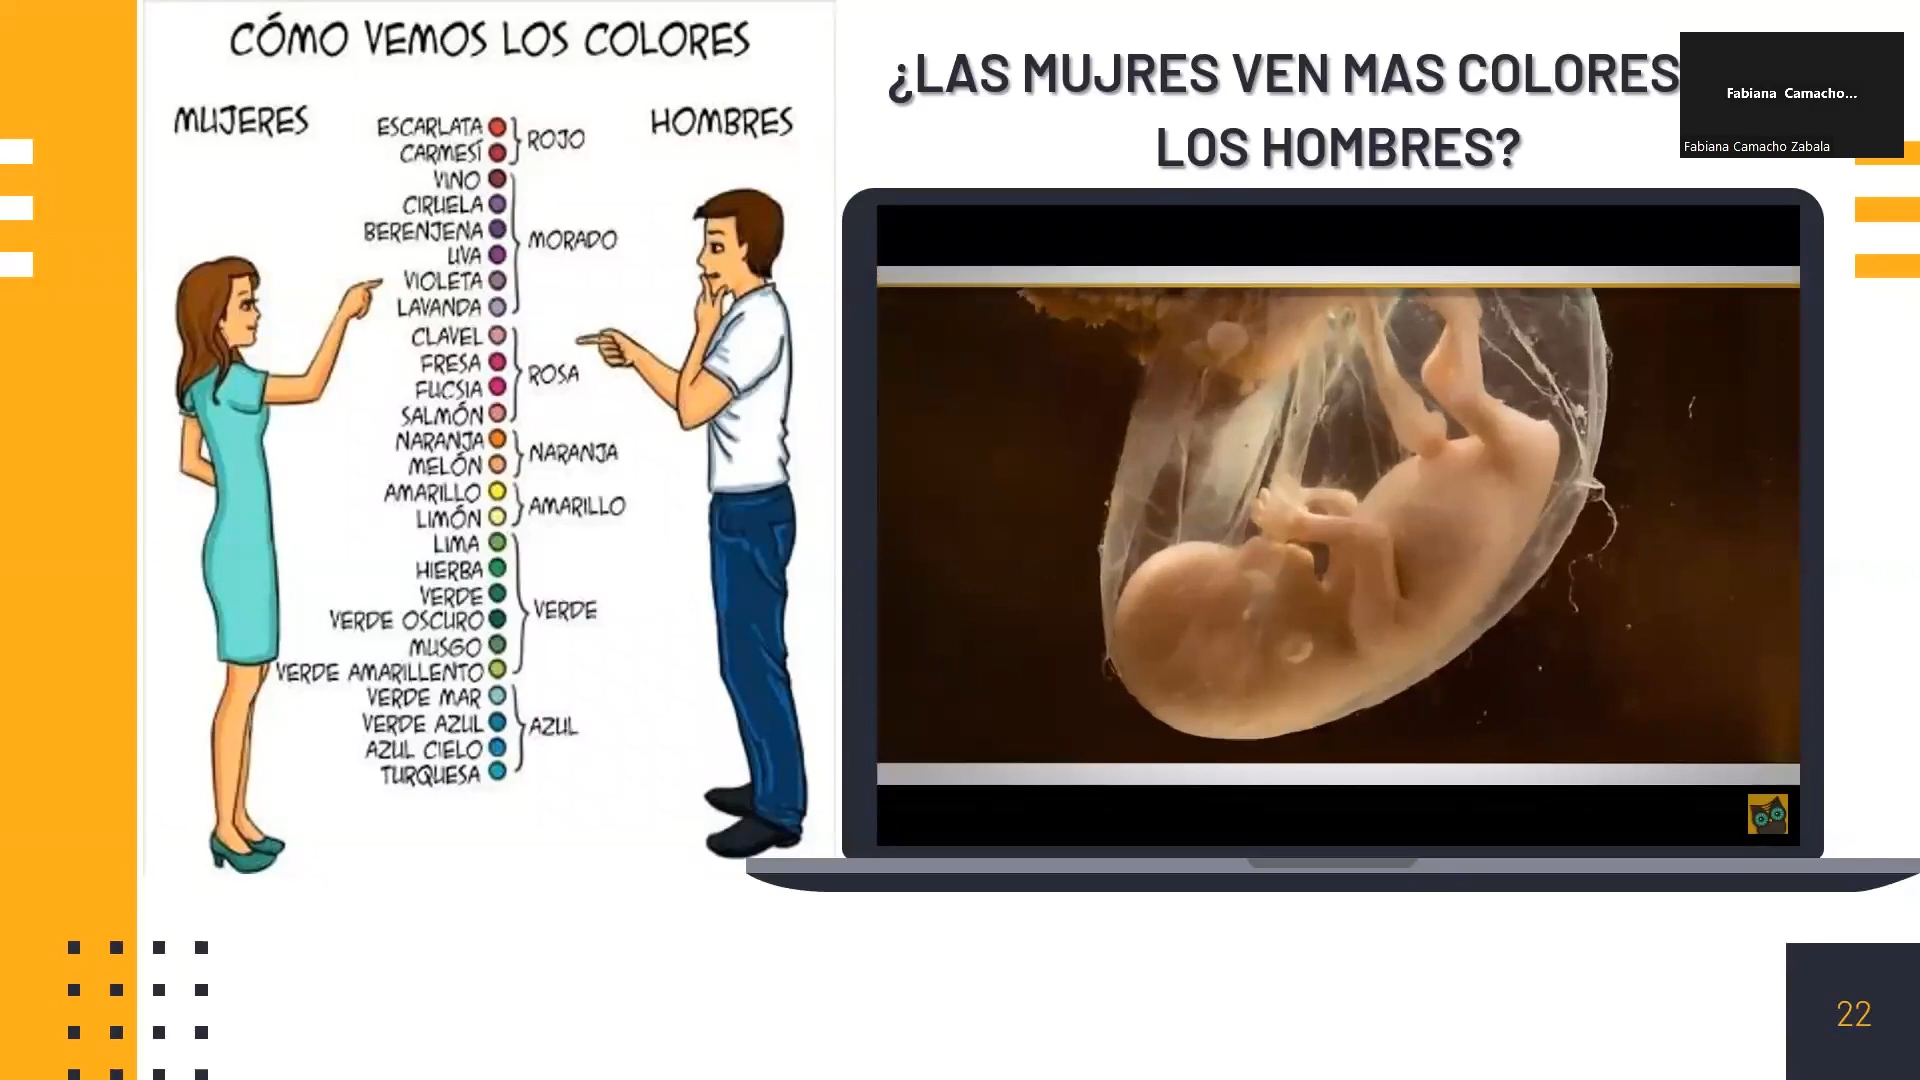 CÓMO VEMOS LOS COLORES
MUJERES
HOMBRES
ESCARLATA
CARMESÍ
ROJO
VINO
CIRUELA
BERENJENA
UVA
VIOLETA
LAVANDA
MORADO
CLAVEL
FRESA
FUCSIA
SALMÓN
ROSA
NARANJA
MELÓN
NARANJA
AMARILLO
LIMÓN
AMARILLO
LIMA
HIERBA
VERDE
VERDE OSCURO
MUSGO
VERDE AMARILLENTO
VERDE
VERDE MAR
VERDE AZUL
AZUL CIELO
TURQUESA
AZUL
¿LAS MUJRES VEN MAS COLORES
LOS HOMBRES?
Fabiana Camacho...
Fabiana Camacho Zabala
22